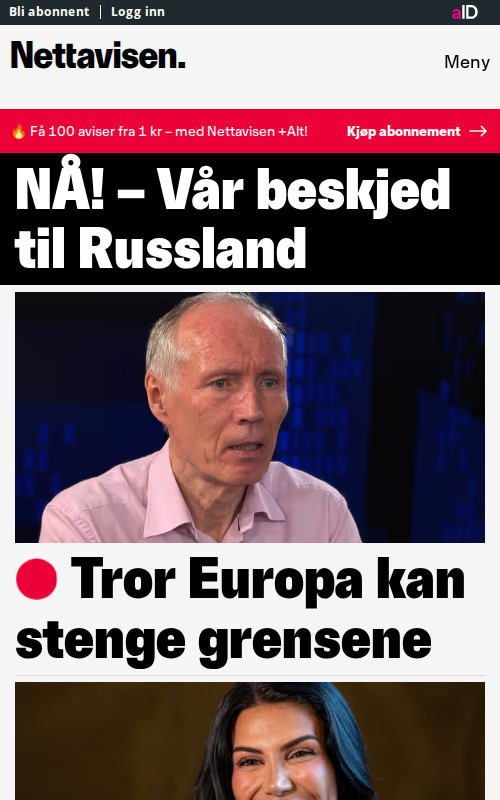 Bli abonnent | Logg inn
aID
Nettavisen.
Meny
🔥 Få 100 aviser fra 1 kr – med Nettavisen +Alt!
Kjøp abonnement →
NÅ! – Vår beskjed
til Russland
Tror Europa kan
stenge grensene